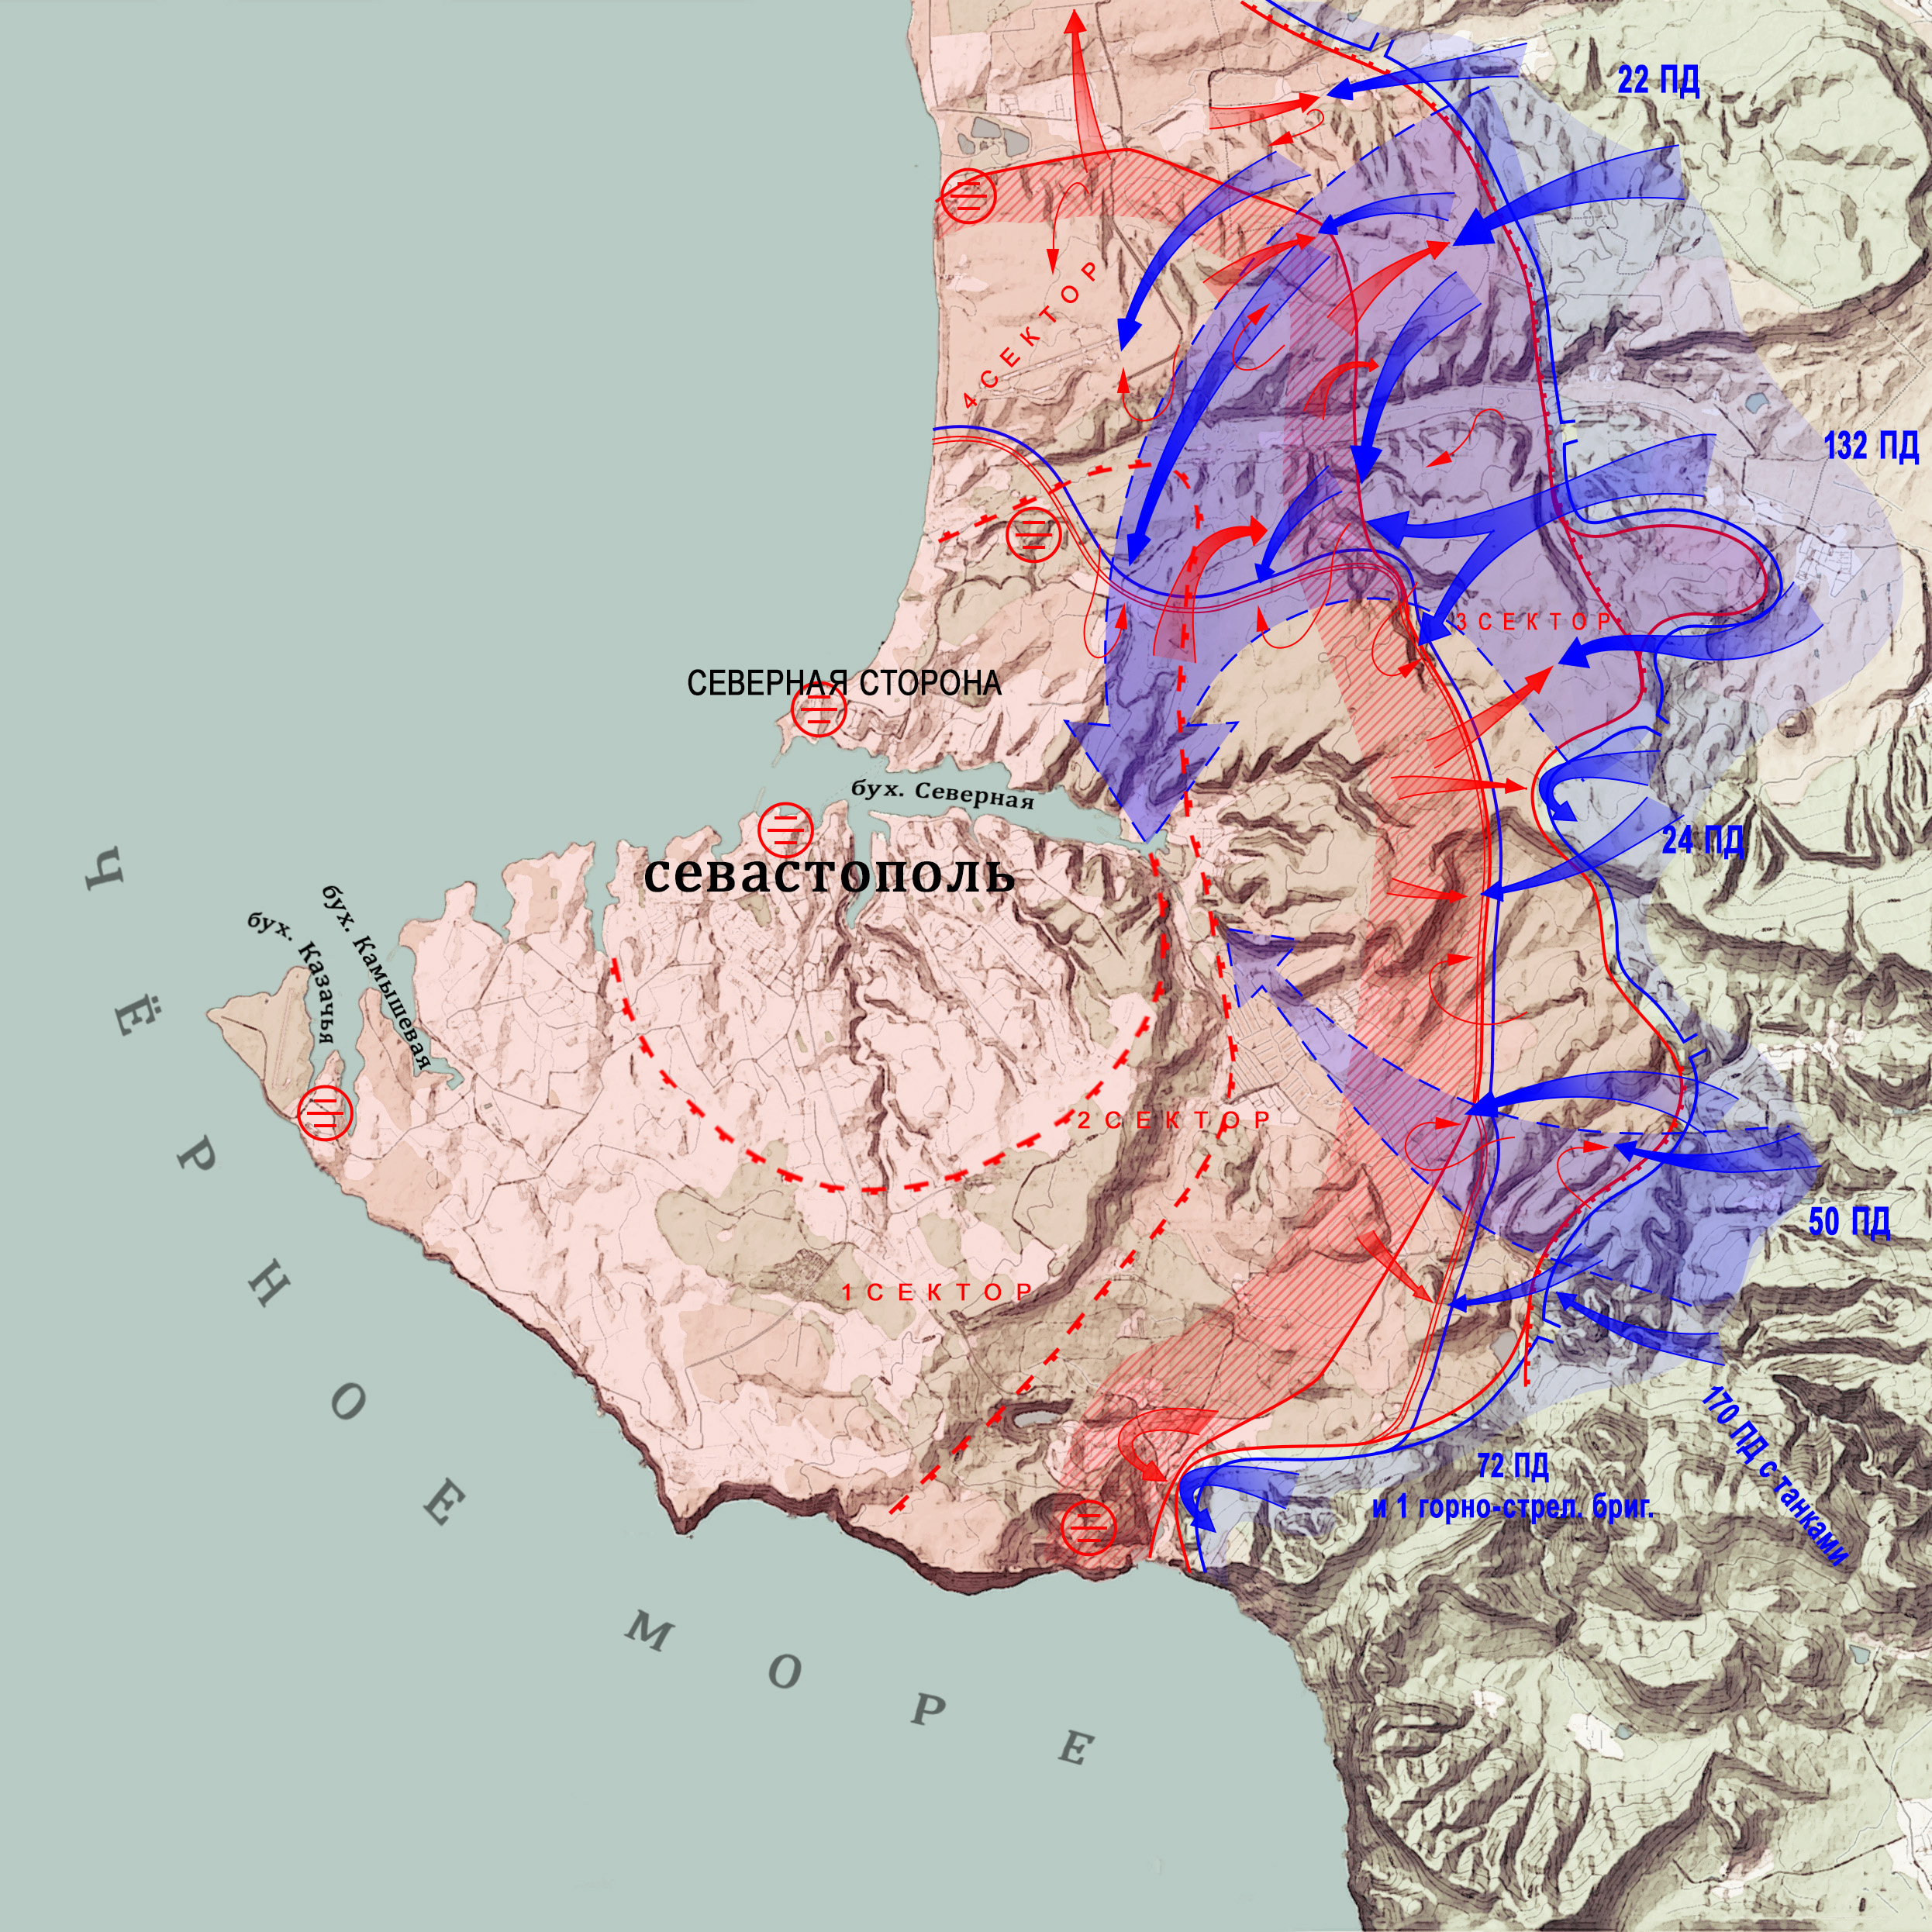 22 ПД
132 ПД
4 СЕКТОР
3 СЕКТОР
СЕВЕРНАЯ СТОРОНА
бух. Северная
24 ПД
севастополь
бух. Казачья
бух. Камышевая
2 СЕКТОР
50 ПД
1 СЕКТОР
170 ПД с танками
72 ПД
и 1 горно-стрел. бриг.
ЧЁРНОЕ МОРЕ